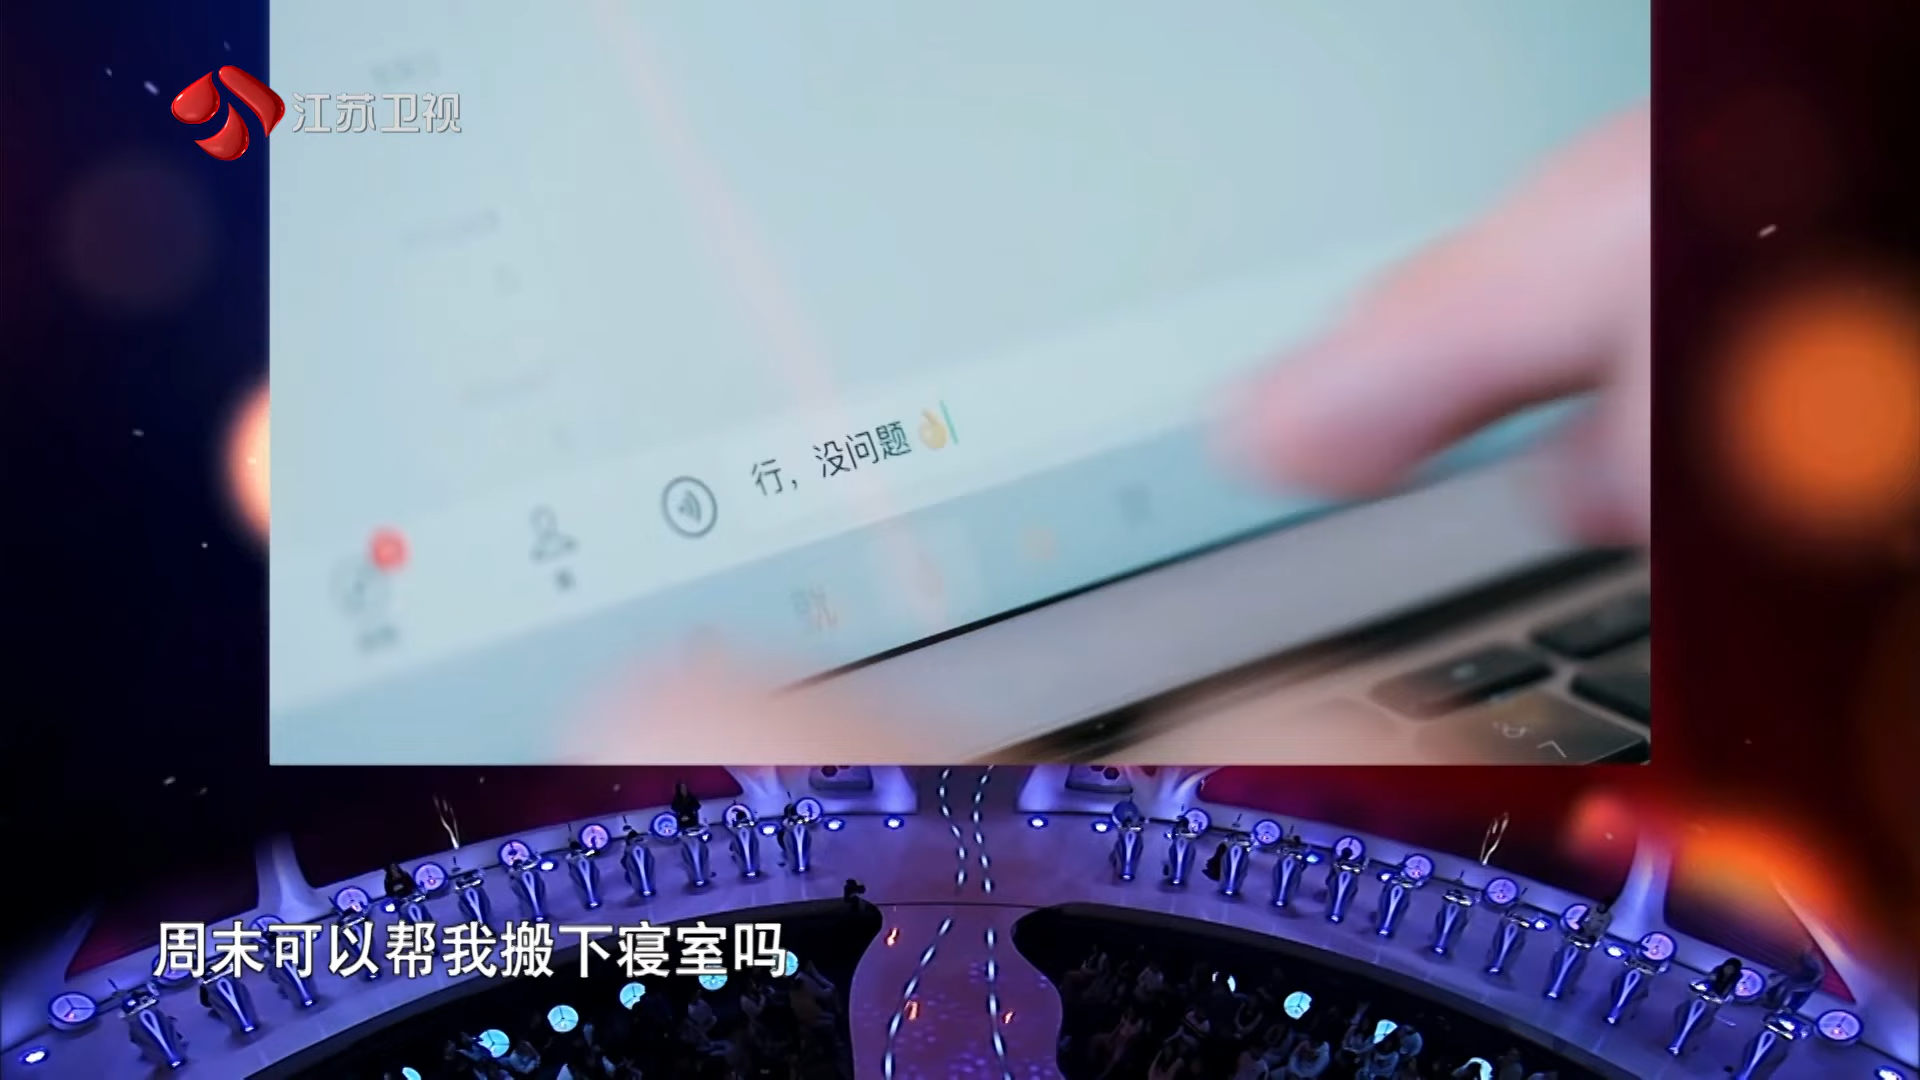 江苏卫视
行，没问题👌
周末可以帮我搬下寝室吗